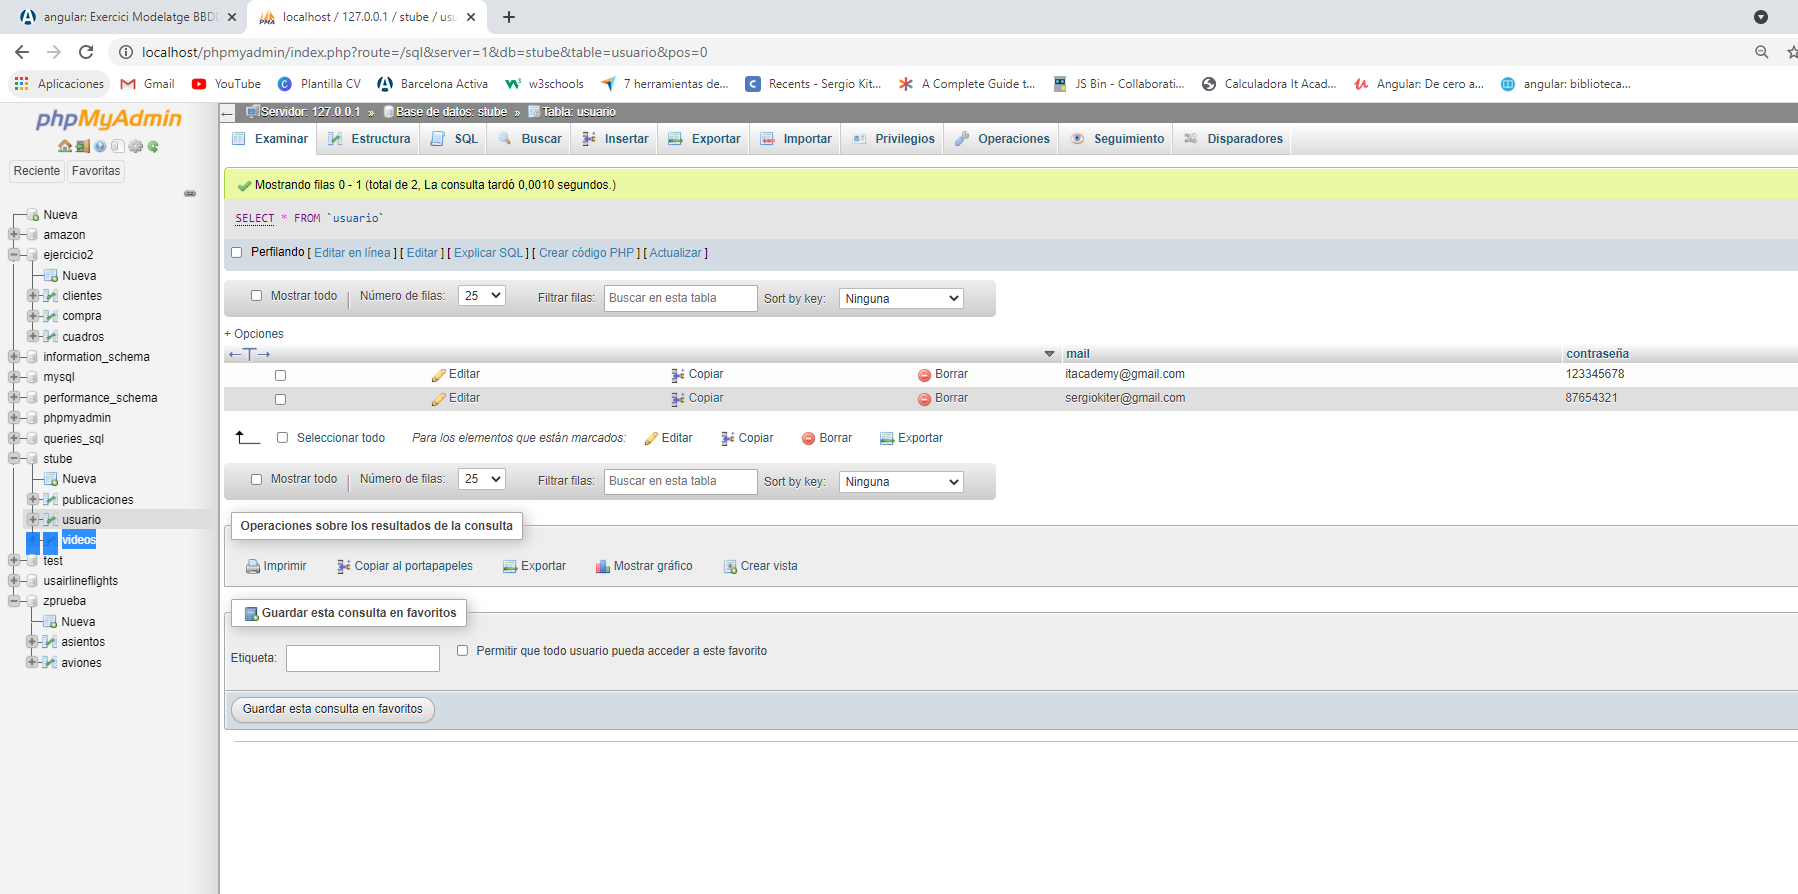 angular: Exercici Modelatge BBDD
localhost / 127.0.0.1 / stube / usu
localhost/phpmyadmin/index.php?route=/sql&server=1&db=stube&table=usuario&pos=0
Aplicaciones Gmail YouTube Plantilla CV Barcelona Activa w3schools 7 herramientas de... Recents - Sergio Kit... A Complete Guide t... JS Bin - Collaborati... Calculadora It Acad... Angular: De cero a... angular: biblioteca...
phpMyAdmin
Reciente Favoritas
Nueva
amazon
ejercicio2
Nueva
clientes
compra
cuadros
information_schema
mysql
performance_schema
phpmyadmin
queries_sql
stube
Nueva
publicaciones
usuario
videos
test
usairlineflights
zprueba
Nueva
asientos
aviones
Servidor: 127.0.0.1 » Base de datos: stube » Tabla: usuario
Examinar Estructura SQL Buscar Insertar Exportar Importar Privilegios Operaciones Seguimiento Disparadores
Mostrando filas 0 - 1 (total de 2, La consulta tardó 0,0010 segundos.)
SELECT * FROM `usuario`
Perfilando [ Editar en línea ] [ Editar ] [ Explicar SQL ] [ Crear código PHP ] [ Actualizar ]
Mostrar todo | Número de filas: 25 Filtrar filas: Buscar en esta tabla Sort by key: Ninguna
+ Opciones
←T→ mail contraseña
Editar Copiar Borrar itacademy@gmail.com 123345678
Editar Copiar Borrar sergiokiter@gmail.com 87654321
Seleccionar todo Para los elementos que están marcados: Editar Copiar Borrar Exportar
Mostrar todo | Número de filas: 25 Filtrar filas: Buscar en esta tabla Sort by key: Ninguna
Operaciones sobre los resultados de la consulta
Imprimir Copiar al portapapeles Exportar Mostrar gráfico Crear vista
Guardar esta consulta en favoritos
Etiqueta: Permitir que todo usuario pueda acceder a este favorito
Guardar esta consulta en favoritos